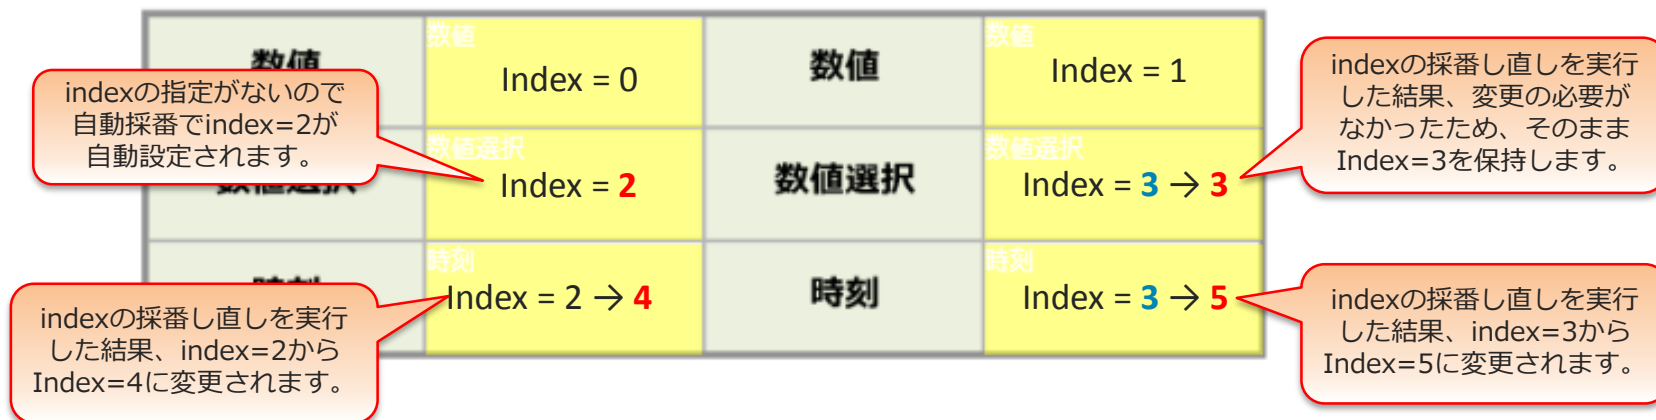 数値
数値
Index = 0
数値
数値
Index = 1
indexの指定がないので
自動採番でindex=2が
自動設定されます。
indexの採番し直しを実行
した結果、変更の必要が
なかったため、そのまま
Index=3を保持します。
数値選択
数値選択
Index = 2
数値選択
数値選択
Index = 3 → 3
時刻
時刻
Index = 2 → 4
時刻
時刻
Index = 3 → 5
indexの採番し直しを実行
した結果、index=2から
Index=4に変更されます。
indexの採番し直しを実行
した結果、index=3から
Index=5に変更されます。